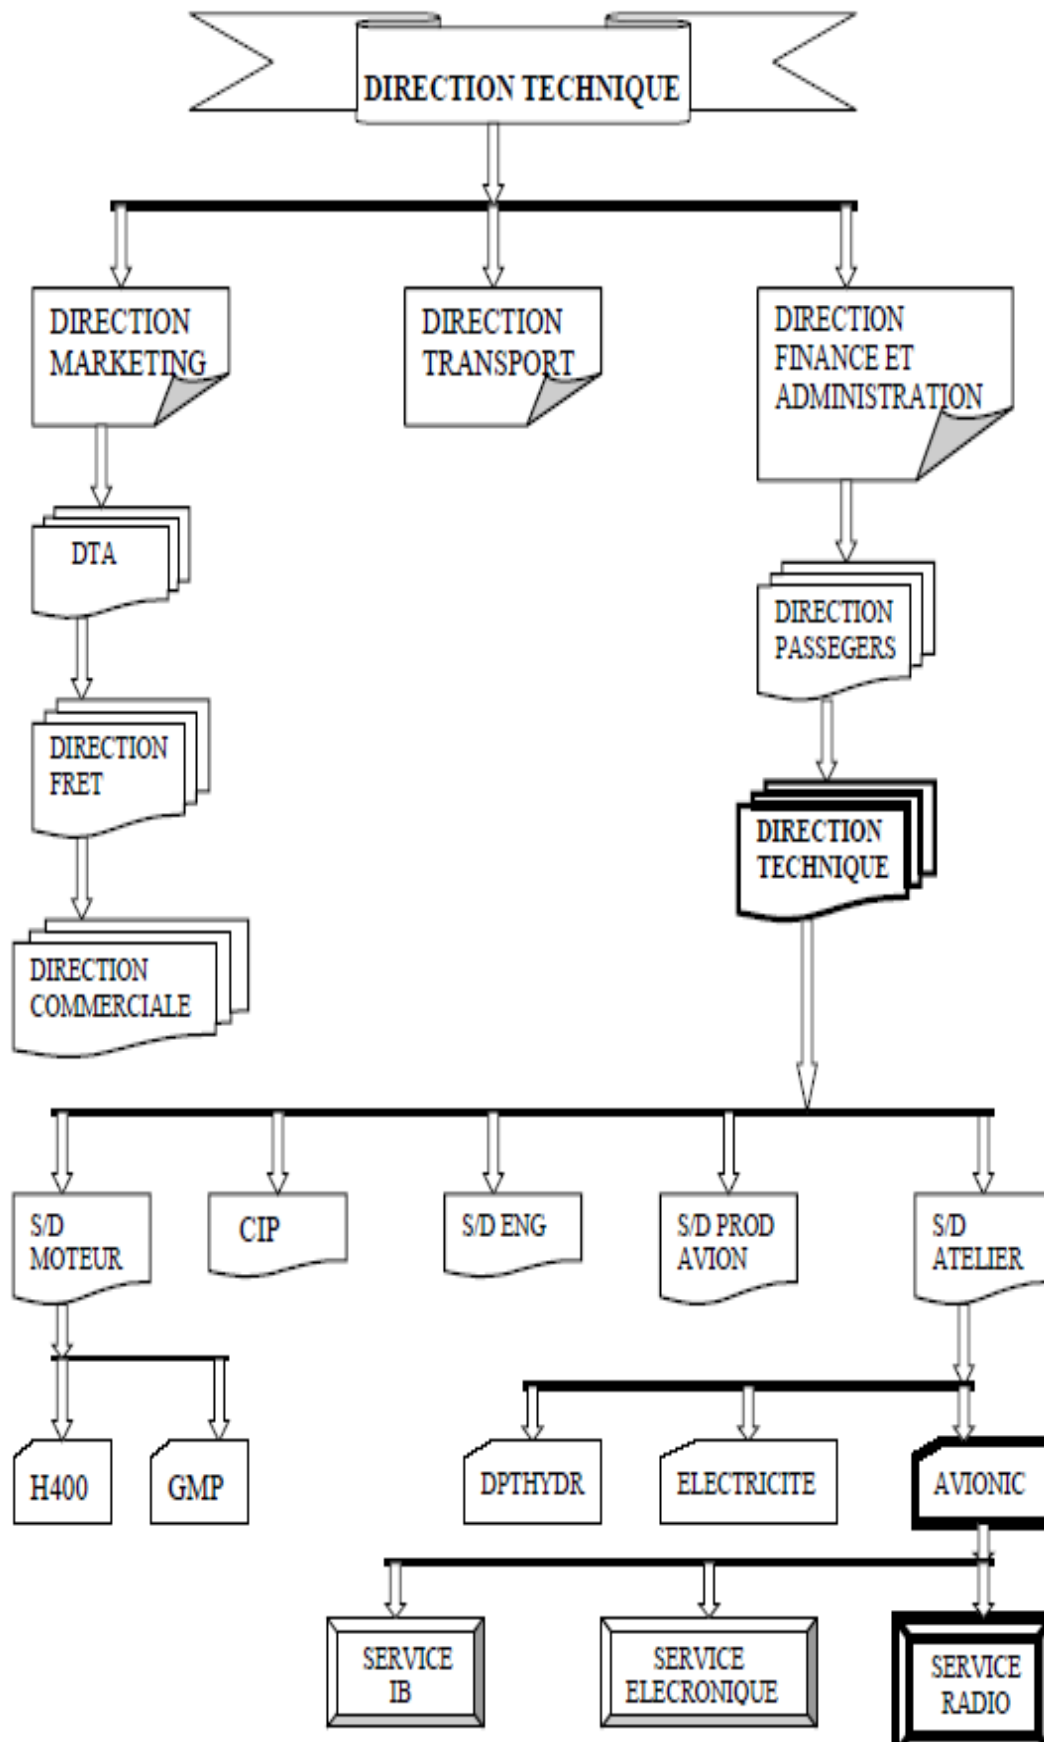 DIRECTION TECHNIQUE
DIRECTION
MARKETING
DIRECTION
TRANSPORT
DIRECTION
FINANCE ET
ADMINISTRATION
DTA
DIRECTION
PASSEGERS
DIRECTION
FRET
DIRECTION
TECHNIQUE
DIRECTION
COMMERCIALE
S/D
MOTEUR
CIP
S/D ENG
S/D PROD
AVION
S/D
ATELIER
H400
GMP
DPTHYDR
ELECTRICITE
AVIONIC
SERVICE
IB
SERVICE
ELECRONIQUE
SERVICE
RADIO